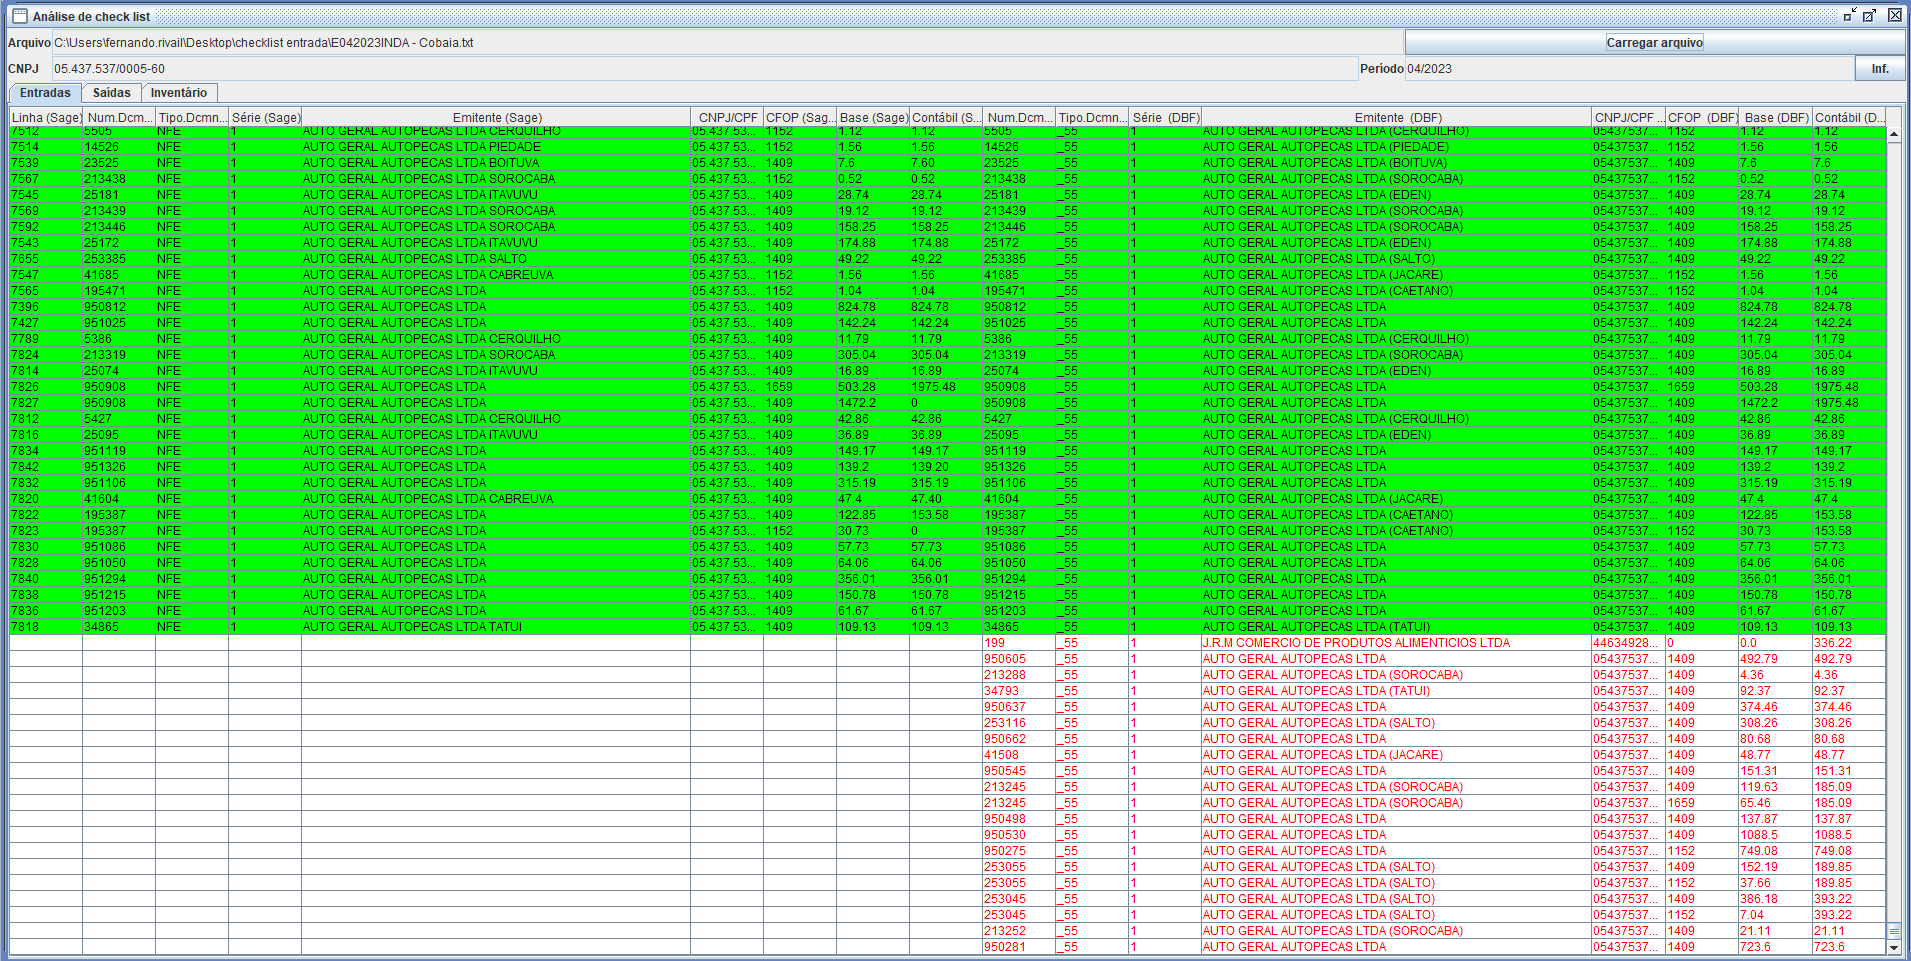 Análise de check list
Arquivo C:\Users\fernando.rivail\Desktop\checklist entrada\E042023INDA - Cobaia.txt Carregar arquivo
CNPJ 05.437.537/0005-60 Período 04/2023 Inf.
Entradas Saídas Inventário
Linha (Sage) Num.Dcm... Tipo.Dcmn... Série (Sage) Emitente (Sage) CNPJ/CPF CFOP (Sag... Base (Sage) Contábil (S... Num.Dcm... Tipo.Dcmn... Série (DBF) Emitente (DBF) CNPJ/CPF ... CFOP (DBF) Base (DBF) Contábil (D...
7512 5505 NFE 1 AUTO GERAL AUTOPECAS LTDA CERQUILHO 05.437.53... 1152 1.12 1.12 5505 _55 1 AUTO GERAL AUTOPECAS LTDA (CERQUILHO) 05437537... 1152 1.12 1.12
7514 14526 NFE 1 AUTO GERAL AUTOPECAS LTDA PIEDADE 05.437.53... 1152 1.56 1.56 14526 _55 1 AUTO GERAL AUTOPECAS LTDA (PIEDADE) 05437537... 1152 1.56 1.56
7539 23525 NFE 1 AUTO GERAL AUTOPECAS LTDA BOITUVA 05.437.53... 1409 7.6 7.60 23525 _55 1 AUTO GERAL AUTOPECAS LTDA (BOITUVA) 05437537... 1409 7.6 7.6
7567 213438 NFE 1 AUTO GERAL AUTOPECAS LTDA SOROCABA 05.437.53... 1152 0.52 0.52 213438 _55 1 AUTO GERAL AUTOPECAS LTDA (SOROCABA) 05437537... 1152 0.52 0.52
7545 25181 NFE 1 AUTO GERAL AUTOPECAS LTDA ITAVUVU 05.437.53... 1409 28.74 28.74 25181 _55 1 AUTO GERAL AUTOPECAS LTDA (EDEN) 05437537... 1409 28.74 28.74
7569 213439 NFE 1 AUTO GERAL AUTOPECAS LTDA SOROCABA 05.437.53... 1409 19.12 19.12 213439 _55 1 AUTO GERAL AUTOPECAS LTDA (SOROCABA) 05437537... 1409 19.12 19.12
7592 213446 NFE 1 AUTO GERAL AUTOPECAS LTDA SOROCABA 05.437.53... 1409 158.25 158.25 213446 _55 1 AUTO GERAL AUTOPECAS LTDA (SOROCABA) 05437537... 1409 158.25 158.25
7543 25172 NFE 1 AUTO GERAL AUTOPECAS LTDA ITAVUVU 05.437.53... 1409 174.88 174.88 25172 _55 1 AUTO GERAL AUTOPECAS LTDA (EDEN) 05437537... 1409 174.88 174.88
7655 253385 NFE 1 AUTO GERAL AUTOPECAS LTDA SALTO 05.437.53... 1409 49.22 49.22 253385 _55 1 AUTO GERAL AUTOPECAS LTDA (SALTO) 05437537... 1409 49.22 49.22
7547 41685 NFE 1 AUTO GERAL AUTOPECAS LTDA CABREUVA 05.437.53... 1152 1.56 1.56 41685 _55 1 AUTO GERAL AUTOPECAS LTDA (JACARE) 05437537... 1152 1.56 1.56
7565 195471 NFE 1 AUTO GERAL AUTOPECAS LTDA 05.437.53... 1152 1.04 1.04 195471 _55 1 AUTO GERAL AUTOPECAS LTDA (CAETANO) 05437537... 1152 1.04 1.04
7396 950812 NFE 1 AUTO GERAL AUTOPECAS LTDA 05.437.53... 1409 824.78 824.78 950812 _55 1 AUTO GERAL AUTOPECAS LTDA 05437537... 1409 824.78 824.78
7427 951025 NFE 1 AUTO GERAL AUTOPECAS LTDA 05.437.53... 1409 142.24 142.24 951025 _55 1 AUTO GERAL AUTOPECAS LTDA 05437537... 1409 142.24 142.24
7789 5386 NFE 1 AUTO GERAL AUTOPECAS LTDA CERQUILHO 05.437.53... 1409 11.79 11.79 5386 _55 1 AUTO GERAL AUTOPECAS LTDA (CERQUILHO) 05437537... 1409 11.79 11.79
7824 213319 NFE 1 AUTO GERAL AUTOPECAS LTDA SOROCABA 05.437.53... 1409 305.04 305.04 213319 _55 1 AUTO GERAL AUTOPECAS LTDA (SOROCABA) 05437537... 1409 305.04 305.04
7814 25074 NFE 1 AUTO GERAL AUTOPECAS LTDA ITAVUVU 05.437.53... 1409 16.89 16.89 25074 _55 1 AUTO GERAL AUTOPECAS LTDA (EDEN) 05437537... 1409 16.89 16.89
7826 950908 NFE 1 AUTO GERAL AUTOPECAS LTDA 05.437.53... 1659 503.28 1975.48 950908 _55 1 AUTO GERAL AUTOPECAS LTDA 05437537... 1659 503.28 1975.48
7827 950908 NFE 1 AUTO GERAL AUTOPECAS LTDA 05.437.53... 1409 1472.2 0 950908 _55 1 AUTO GERAL AUTOPECAS LTDA 05437537... 1409 1472.2 1975.48
7812 5427 NFE 1 AUTO GERAL AUTOPECAS LTDA CERQUILHO 05.437.53... 1409 42.86 42.86 5427 _55 1 AUTO GERAL AUTOPECAS LTDA (CERQUILHO) 05437537... 1409 42.86 42.86
7816 25095 NFE 1 AUTO GERAL AUTOPECAS LTDA ITAVUVU 05.437.53... 1409 36.89 36.89 25095 _55 1 AUTO GERAL AUTOPECAS LTDA (EDEN) 05437537... 1409 36.89 36.89
7834 951119 NFE 1 AUTO GERAL AUTOPECAS LTDA 05.437.53... 1409 149.17 149.17 951119 _55 1 AUTO GERAL AUTOPECAS LTDA 05437537... 1409 149.17 149.17
7842 951326 NFE 1 AUTO GERAL AUTOPECAS LTDA 05.437.53... 1409 139.2 139.20 951326 _55 1 AUTO GERAL AUTOPECAS LTDA 05437537... 1409 139.2 139.2
7832 951106 NFE 1 AUTO GERAL AUTOPECAS LTDA 05.437.53... 1409 315.19 315.19 951106 _55 1 AUTO GERAL AUTOPECAS LTDA 05437537... 1409 315.19 315.19
7820 41604 NFE 1 AUTO GERAL AUTOPECAS LTDA CABREUVA 05.437.53... 1409 47.4 47.40 41604 _55 1 AUTO GERAL AUTOPECAS LTDA (JACARE) 05437537... 1409 47.4 47.4
7822 195387 NFE 1 AUTO GERAL AUTOPECAS LTDA 05.437.53... 1409 122.85 153.58 195387 _55 1 AUTO GERAL AUTOPECAS LTDA (CAETANO) 05437537... 1409 122.85 153.58
7823 195387 NFE 1 AUTO GERAL AUTOPECAS LTDA 05.437.53... 1152 30.73 0 195387 _55 1 AUTO GERAL AUTOPECAS LTDA (CAETANO) 05437537... 1152 30.73 153.58
7830 951086 NFE 1 AUTO GERAL AUTOPECAS LTDA 05.437.53... 1409 57.73 57.73 951086 _55 1 AUTO GERAL AUTOPECAS LTDA 05437537... 1409 57.73 57.73
7828 951050 NFE 1 AUTO GERAL AUTOPECAS LTDA 05.437.53... 1409 64.06 64.06 951050 _55 1 AUTO GERAL AUTOPECAS LTDA 05437537... 1409 64.06 64.06
7840 951294 NFE 1 AUTO GERAL AUTOPECAS LTDA 05.437.53... 1409 356.01 356.01 951294 _55 1 AUTO GERAL AUTOPECAS LTDA 05437537... 1409 356.01 356.01
7838 951215 NFE 1 AUTO GERAL AUTOPECAS LTDA 05.437.53... 1409 150.78 150.78 951215 _55 1 AUTO GERAL AUTOPECAS LTDA 05437537... 1409 150.78 150.78
7836 951203 NFE 1 AUTO GERAL AUTOPECAS LTDA 05.437.53... 1409 61.67 61.67 951203 _55 1 AUTO GERAL AUTOPECAS LTDA 05437537... 1409 61.67 61.67
7818 34865 NFE 1 AUTO GERAL AUTOPECAS LTDA TATUI 05.437.53... 1409 109.13 109.13 34865 _55 1 AUTO GERAL AUTOPECAS LTDA (TATUI) 05437537... 1409 109.13 109.13
199 _55 1 J.R.M COMERCIO DE PRODUTOS ALIMENTICIOS LTDA 44634928... 0 0.0 336.22
950605 _55 1 AUTO GERAL AUTOPECAS LTDA 05437537... 1409 492.79 492.79
213288 _55 1 AUTO GERAL AUTOPECAS LTDA (SOROCABA) 05437537... 1409 4.36 4.36
34793 _55 1 AUTO GERAL AUTOPECAS LTDA (TATUI) 05437537... 1409 92.37 92.37
950637 _55 1 AUTO GERAL AUTOPECAS LTDA 05437537... 1409 374.46 374.46
253116 _55 1 AUTO GERAL AUTOPECAS LTDA (SALTO) 05437537... 1409 308.26 308.26
950662 _55 1 AUTO GERAL AUTOPECAS LTDA 05437537... 1409 80.68 80.68
41508 _55 1 AUTO GERAL AUTOPECAS LTDA (JACARE) 05437537... 1409 48.77 48.77
950545 _55 1 AUTO GERAL AUTOPECAS LTDA 05437537... 1409 151.31 151.31
213245 _55 1 AUTO GERAL AUTOPECAS LTDA (SOROCABA) 05437537... 1409 119.63 185.09
213245 _55 1 AUTO GERAL AUTOPECAS LTDA (SOROCABA) 05437537... 1659 65.46 185.09
950498 _55 1 AUTO GERAL AUTOPECAS LTDA 05437537... 1409 137.87 137.87
950530 _55 1 AUTO GERAL AUTOPECAS LTDA 05437537... 1409 1088.5 1088.5
950275 _55 1 AUTO GERAL AUTOPECAS LTDA 05437537... 1152 749.08 749.08
253055 _55 1 AUTO GERAL AUTOPECAS LTDA (SALTO) 05437537... 1409 152.19 189.85
253055 _55 1 AUTO GERAL AUTOPECAS LTDA (SALTO) 05437537... 1152 37.66 189.85
253045 _55 1 AUTO GERAL AUTOPECAS LTDA (SALTO) 05437537... 1409 386.18 393.22
253045 _55 1 AUTO GERAL AUTOPECAS LTDA (SALTO) 05437537... 1152 7.04 393.22
213252 _55 1 AUTO GERAL AUTOPECAS LTDA (SOROCABA) 05437537... 1409 21.11 21.11
950281 _55 1 AUTO GERAL AUTOPECAS LTDA 05437537... 1409 723.6 723.6